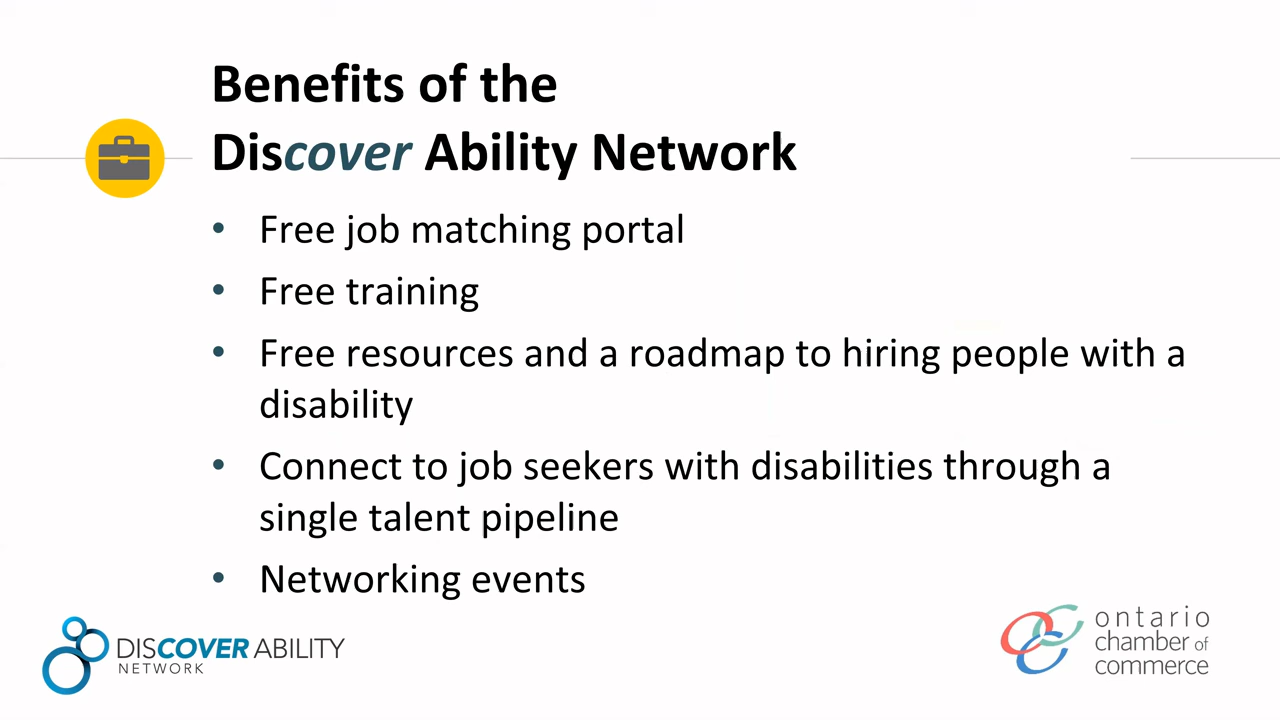 Benefits of the
Discover Ability Network
• Free job matching portal
• Free training
• Free resources and a roadmap to hiring people with a
disability
• Connect to job seekers with disabilities through a
single talent pipeline
• Networking events
DISCOVER ABILITY
NETWORK
ontario
chamber of
commerce